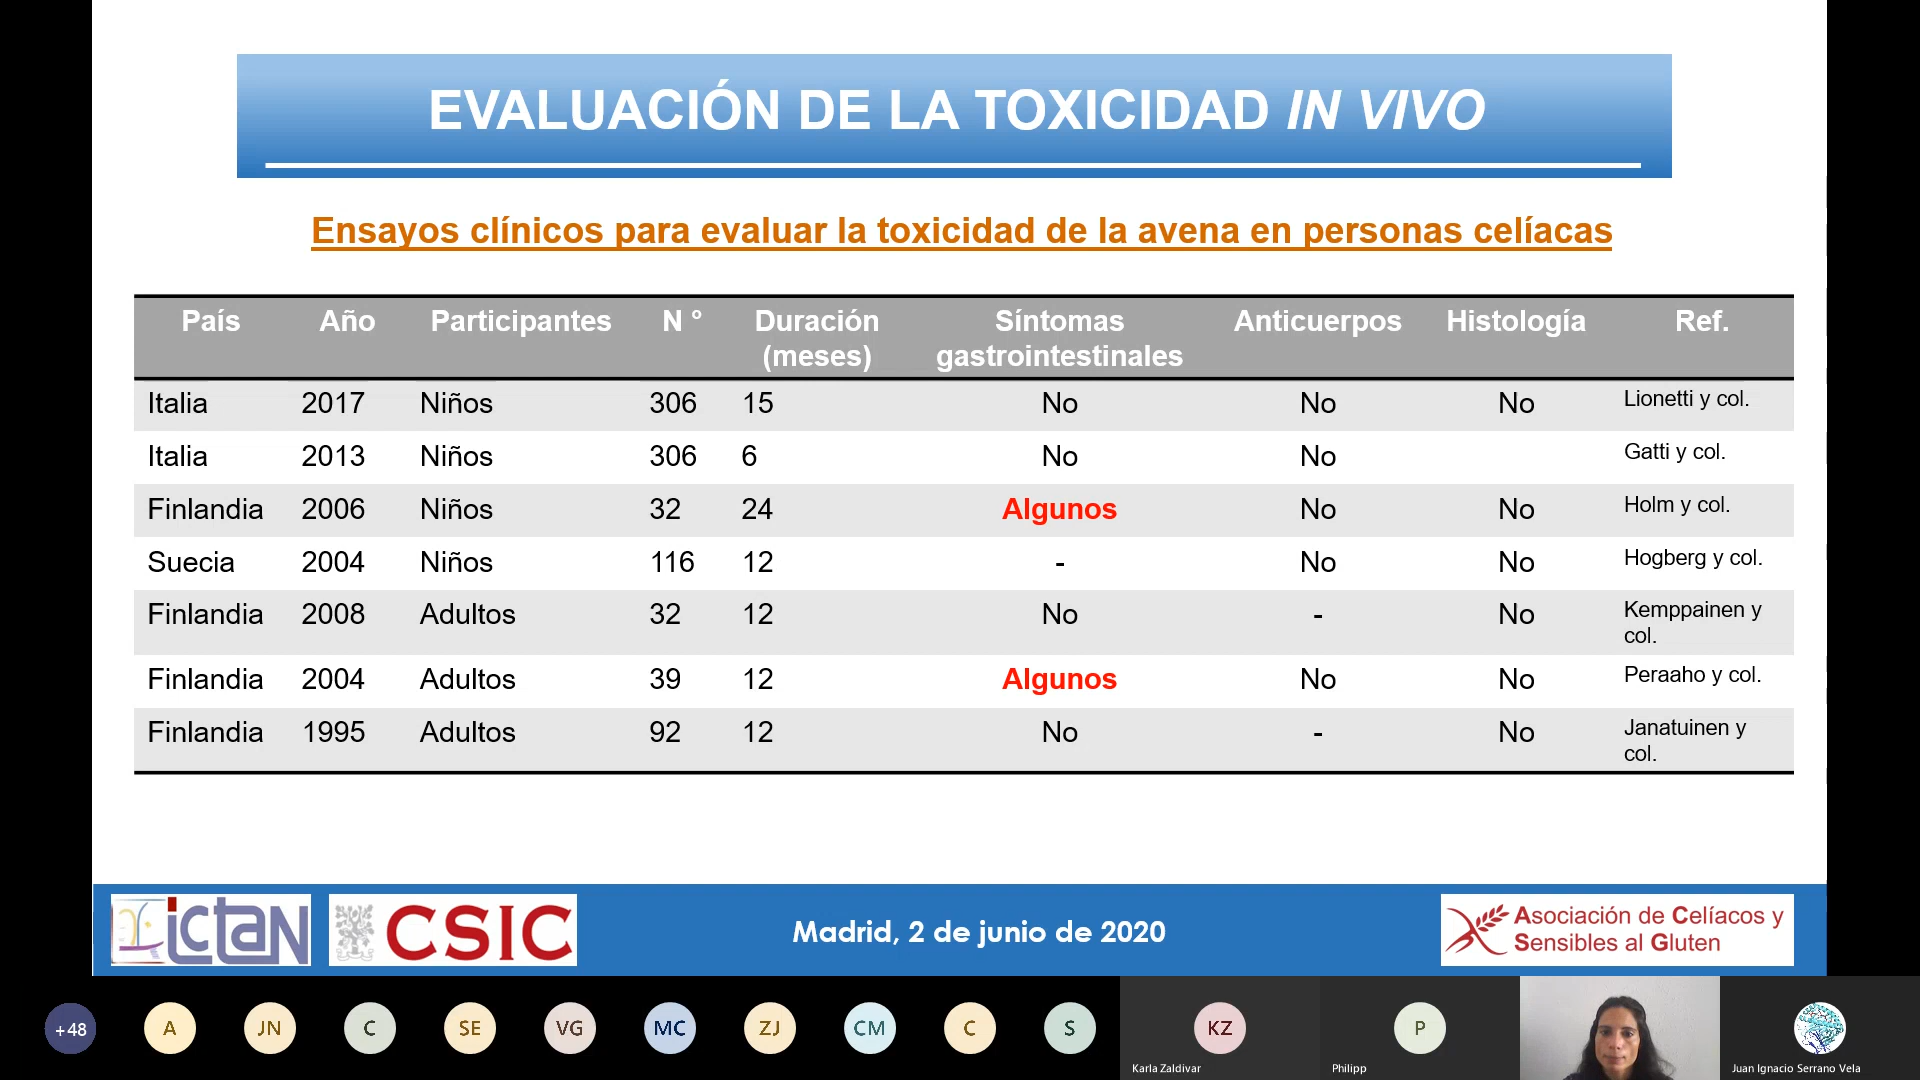 EVALUACIÓN DE LA TOXICIDAD IN VIVO
Ensayos clínicos para evaluar la toxicidad de la avena en personas celíacas
País Año Participantes N º Duración (meses) Síntomas gastrointestinales Anticuerpos Histología Ref.
Italia 2017 Niños 306 15 No No No Lionetti y col.
Italia 2013 Niños 306 6 No No Gatti y col.
Finlandia 2006 Niños 32 24 Algunos No No Holm y col.
Suecia 2004 Niños 116 12 - No No Hogberg y col.
Finlandia 2008 Adultos 32 12 No - No Kemppainen y col.
Finlandia 2004 Adultos 39 12 Algunos No No Peraaho y col.
Finlandia 1995 Adultos 92 12 No - No Janatuinen y col.
ictan
CSIC
Madrid, 2 de junio de 2020
Asociación de Celíacos y
Sensibles al Gluten
+48 A JN C SE VG MC ZJ CM C S KZ P
Karla Zaldivar
Philipp
Juan Ignacio Serrano Vela